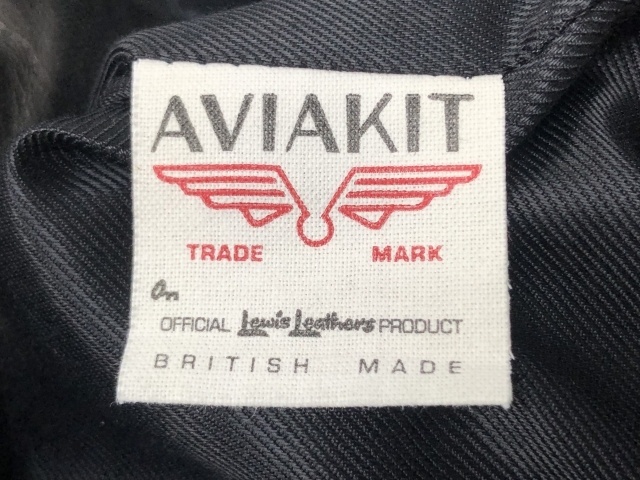 AVIAKIT
TRADE MARK
An
OFFICIAL Lewis Leathers PRODUCT
BRITISH MADE